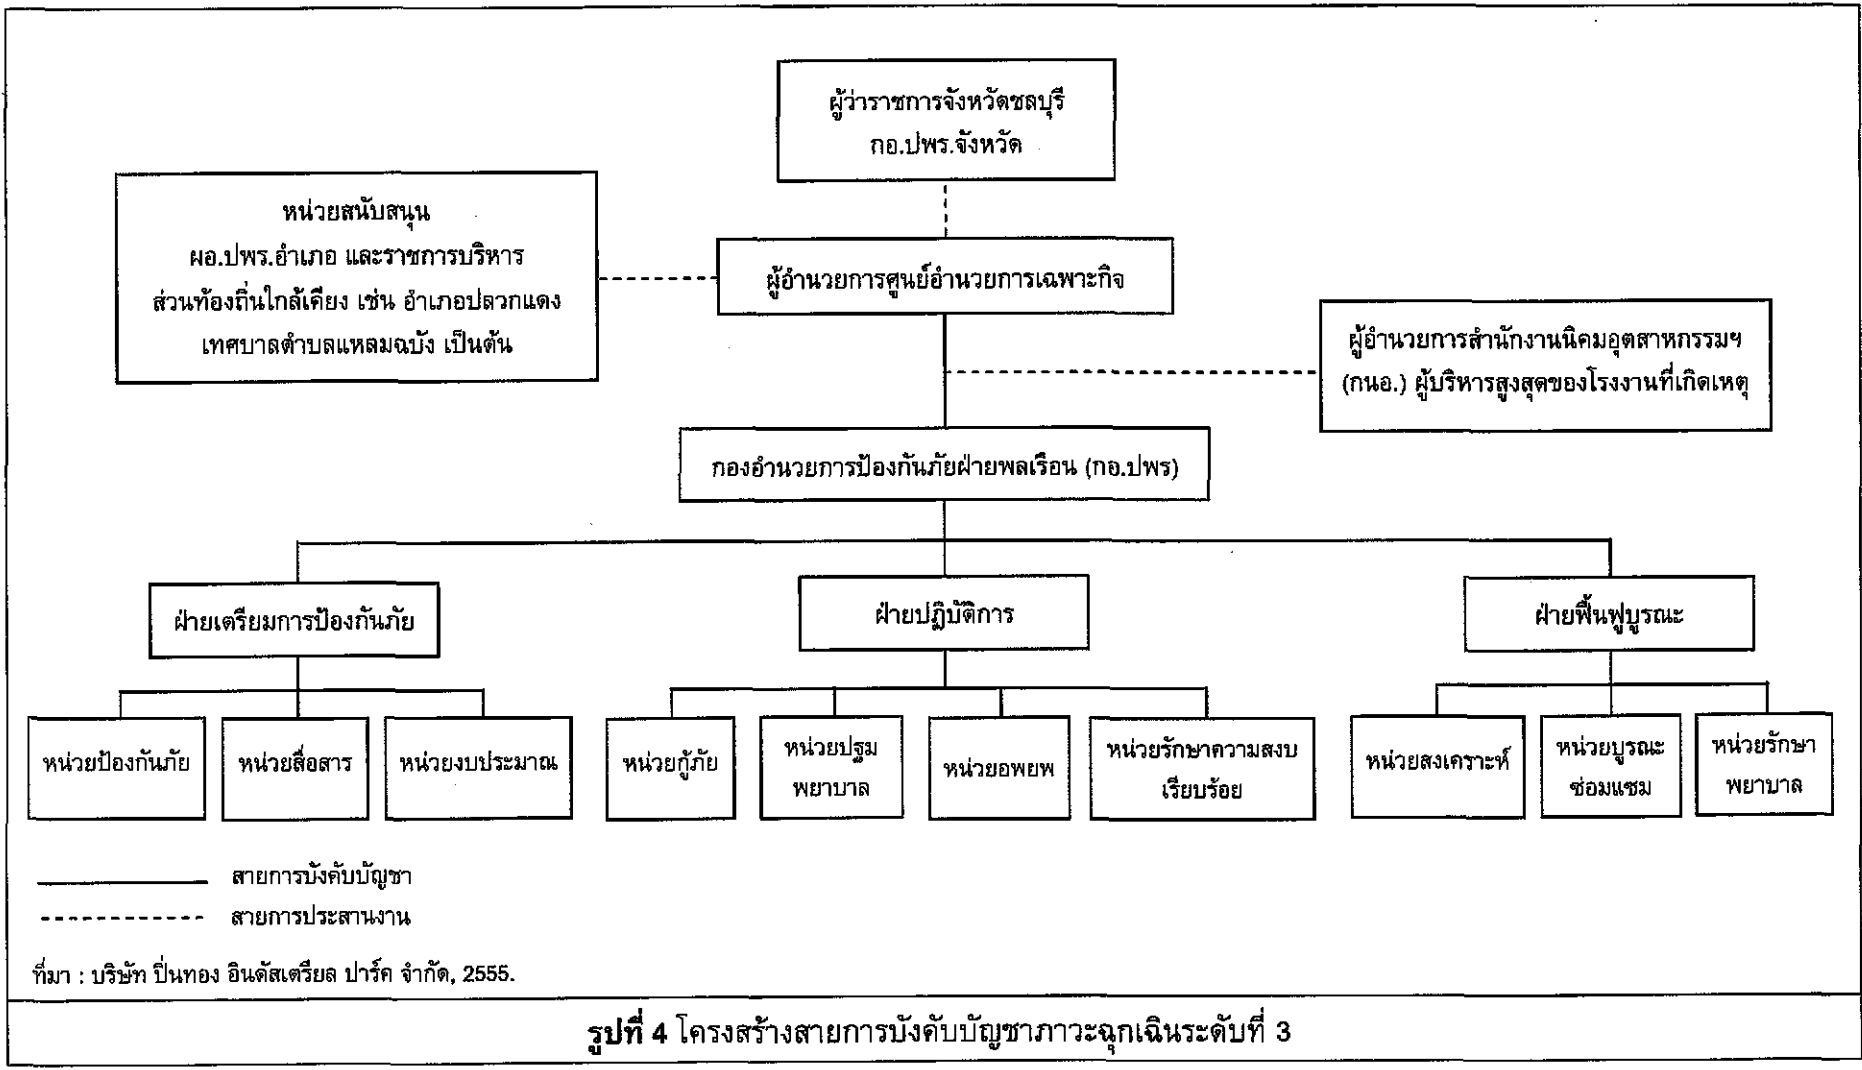 ผู้ว่าราชการจังหวัดชลบุรี
กอ.ปพร.จังหวัด
หน่วยสนับสนุน
ผอ.ปพร.อำเภอ และราชการบริหาร
ส่วนท้องถิ่นใกล้เคียง เช่น อำเภอปลวกแดง
เทศบาลตำบลแหลมฉบัง เป็นต้น
ผู้อำนวยการศูนย์อำนวยการเฉพาะกิจ
ผู้อำนวยการสำนักงานนิคมอุตสาหกรรมฯ
(กนอ.) ผู้บริหารสูงสุดของโรงงานที่เกิดเหตุ
กองอำนวยการป้องกันภัยฝ่ายพลเรือน (กอ.ปพร)
ฝ่ายเตรียมการป้องกันภัย
ฝ่ายปฏิบัติการ
ฝ่ายฟื้นฟูบูรณะ
หน่วยป้องกันภัย
หน่วยสื่อสาร
หน่วยงบประมาณ
หน่วยกู้ภัย
หน่วยปฐม
พยาบาล
หน่วยอพยพ
หน่วยรักษาความสงบ
เรียบร้อย
หน่วยสงเคราะห์
หน่วยบูรณะ
ซ่อมแซม
หน่วยรักษา
พยาบาล
สายการบังคับบัญชา
สายการประสานงาน
ที่มา : บริษัท ปิ่นทอง อินดัสเตรียล ปาร์ค จำกัด, 2555.
รูปที่ 4 โครงสร้างสายการบังคับบัญชาภาวะฉุกเฉินระดับที่ 3